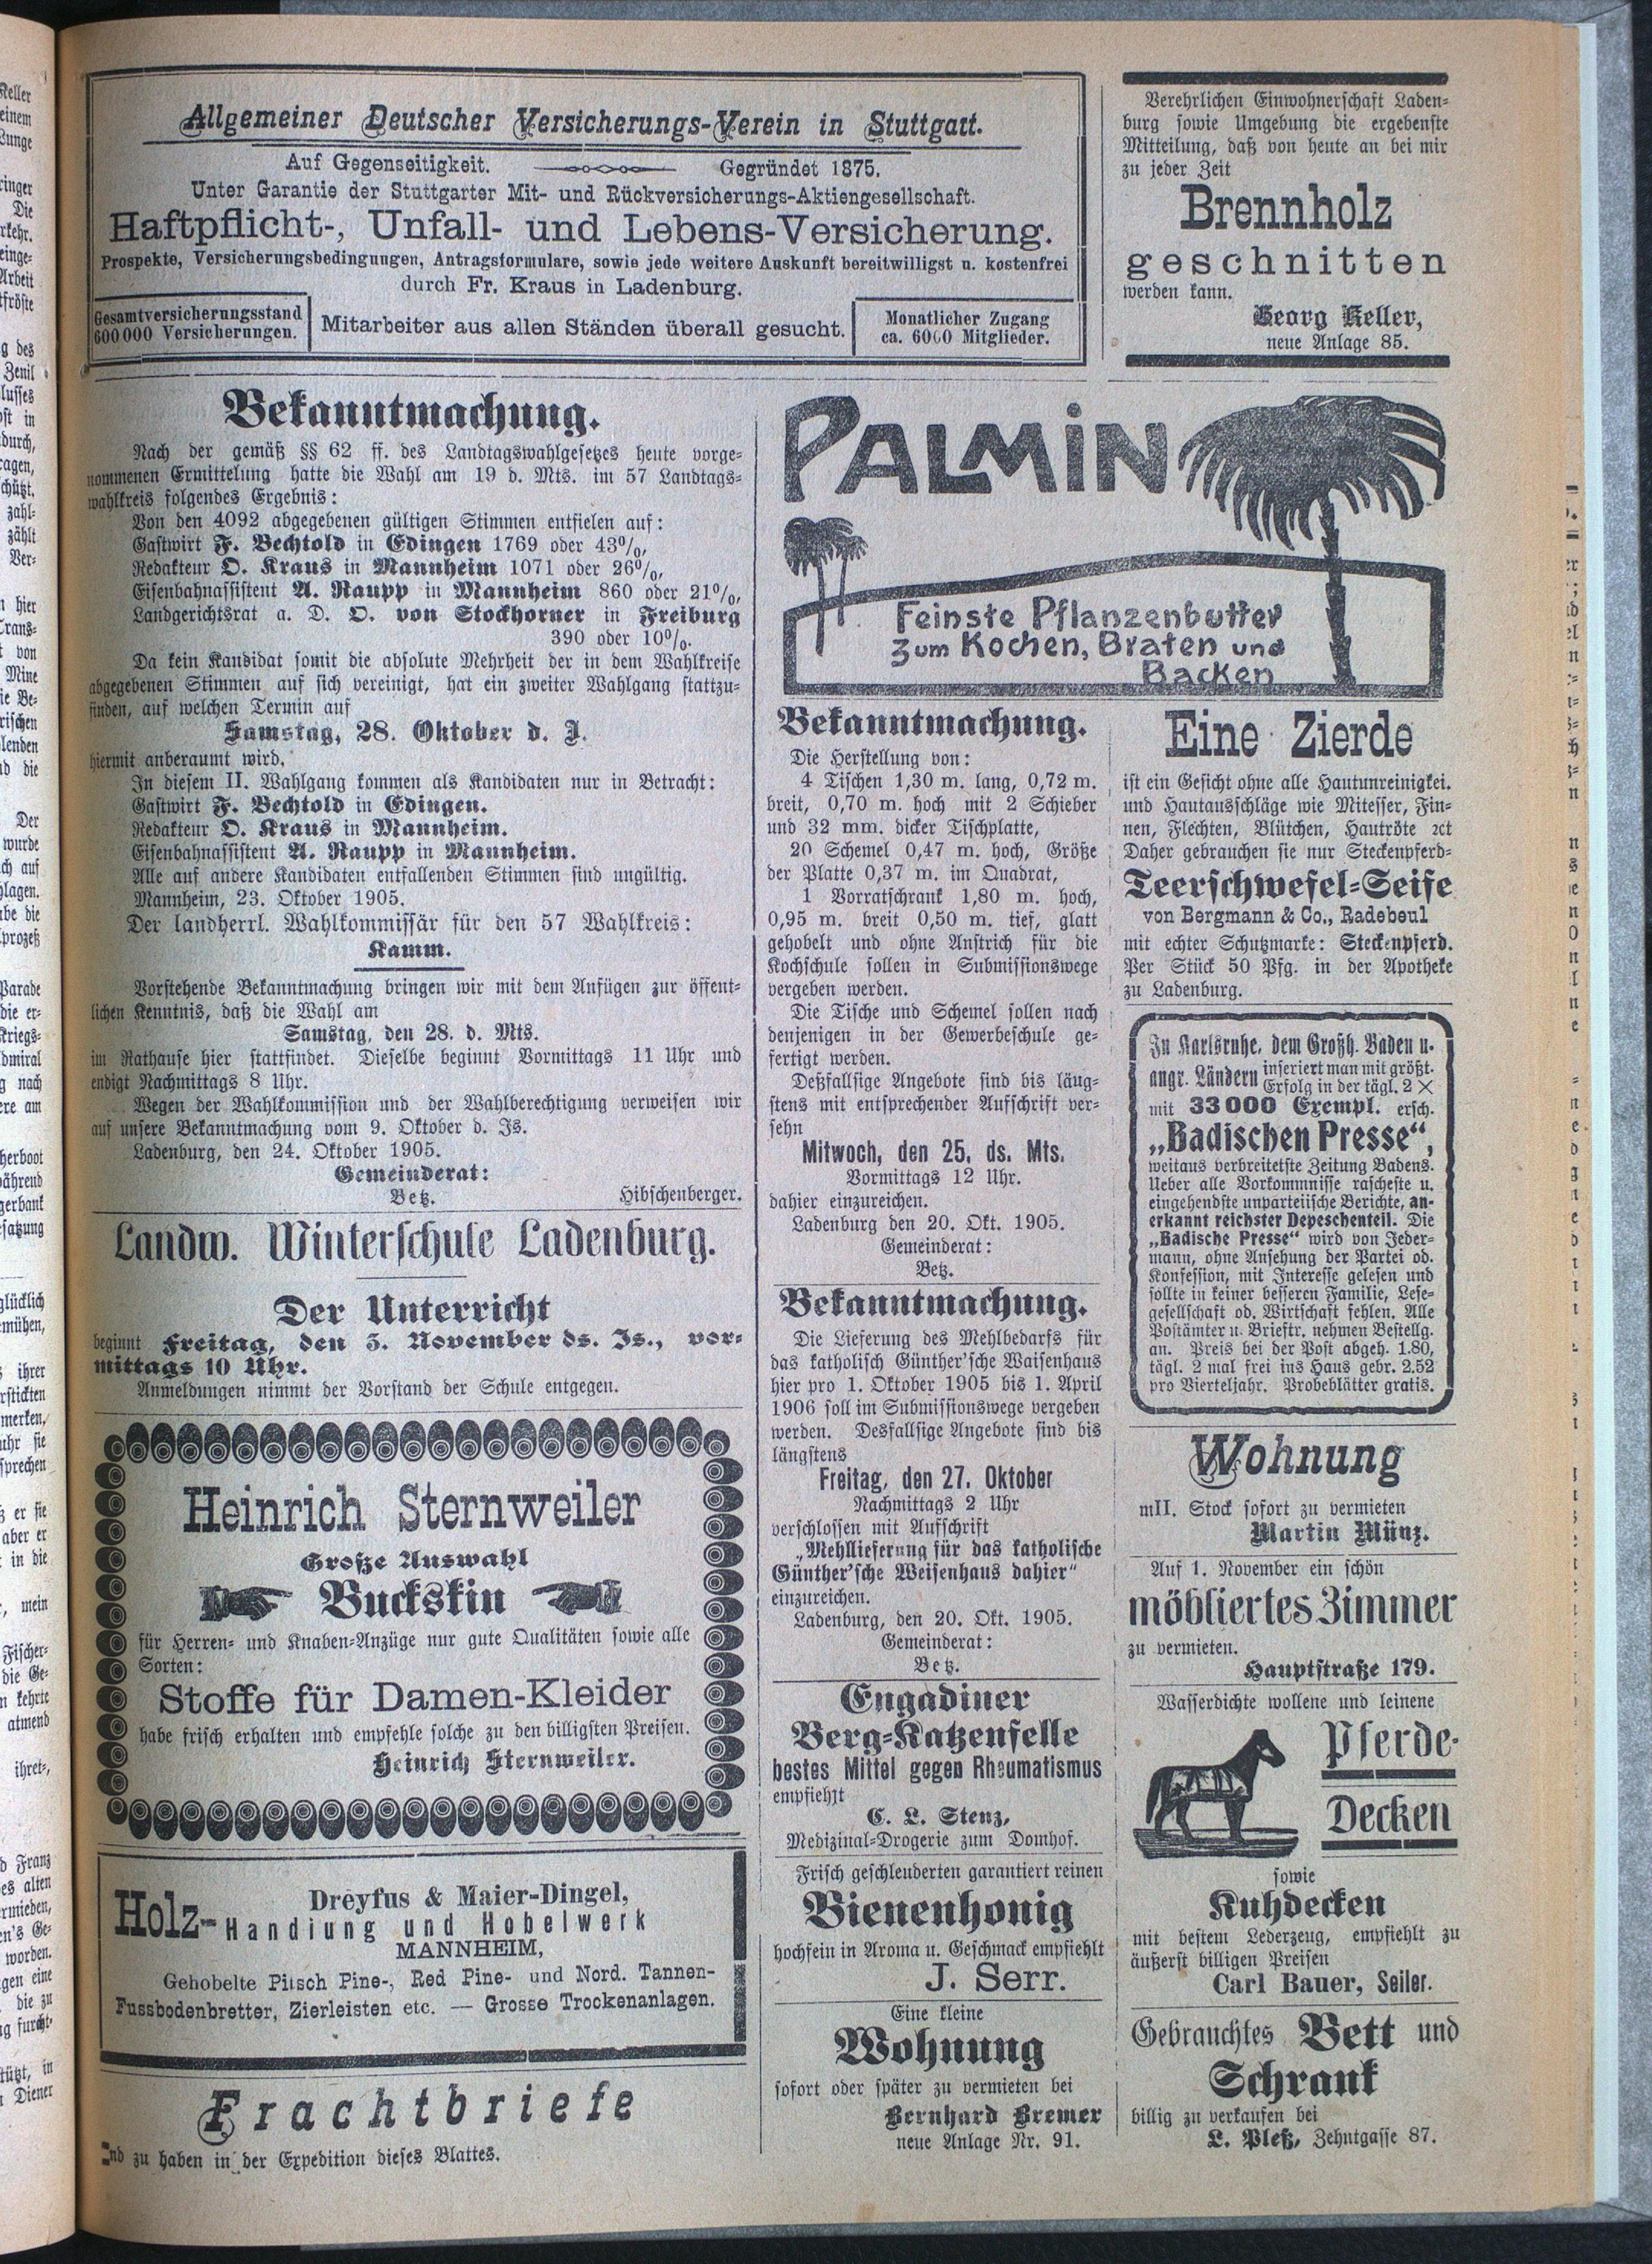 Allgemeiner Deutscher Versicherungs-Verein in Stuttgart.
Auf Gegenseitigkeit. Gegründet 1875.
Unter Garantie der Stuttgarter Mit- und Rückversicherungs-Aktiengesellschaft.
Haftpflicht-, Unfall- und Lebens-Versicherung.
Prospekte, Versicherungsbedingungen, Antragsformulare, sowie jede weitere Auskunft bereitwilligst u. kostenfrei
durch Fr. Kraus in Ladenburg.
Gesamtversicherungsstand
600 000 Versicherungen.
Mitarbeiter aus allen Ständen überall gesucht.
Monatlicher Zugang
ca. 6000 Mitglieder.
Verehrlichen Einwohnerschaft Laden-
burg sowie Umgebung die ergebenste
Mitteilung, daß von heute an bei mir
zu jeder Zeit
Brennholz
geschnitten
werden kann.
Georg Keller,
neue Anlage 85.
Bekanntmachung.
Nach der gemäß §§ 62 ff. des Landtagswahlgesetzes heute vorge-
nommenen Ermittelung hatte die Wahl am 19 d. Mts. im 57 Landtags-
wahlkreis folgendes Ergebnis:
Von den 4092 abgegebenen gültigen Stimmen entfielen auf:
Gastwirt F. Bechtold in Edingen 1769 oder 43%,
Redakteur O. Kraus in Mannheim 1071 oder 26%,
Eisenbahnassistent A. Raupp in Mannheim 860 oder 21%,
Landgerichtsrat a. D. O. von Stockhorner in Freiburg
390 oder 10%.
Da kein Kandidat somit die absolute Mehrheit der in dem Wahlkreise
abgegebenen Stimmen auf sich vereinigt, hat ein zweiter Wahlgang stattzu-
finden, auf welchen Termin auf
Samstag, 28. Oktober d. J.
hiermit anberaumt wird.
In diesem II. Wahlgang kommen als Kandidaten nur in Betracht:
Gastwirt F. Bechtold in Edingen.
Redakteur O. Kraus in Mannheim.
Eisenbahnassistent A. Raupp in Mannheim.
Alle auf andere Kandidaten entfallenden Stimmen sind ungültig.
Mannheim, 23. Oktober 1905.
Der landherrl. Wahlkommissär für den 57 Wahlkreis:
Kamm.
Vorstehende Bekanntmachung bringen wir mit dem Anfügen zur öffent-
lichen Kenntnis, daß die Wahl am
Samstag, den 28. d. Mts.
im Rathause hier stattfindet. Dieselbe beginnt Vormittags 11 Uhr und
endigt Nachmittags 8 Uhr.
Wegen der Wahlkommission und der Wahlberechtigung verweisen wir
auf unsere Bekanntmachung vom 9. Oktober d. Js.
Ladenburg, den 24. Oktober 1905.
Gemeinderat:
Betz. Hibschenberger.
Landw. Winterschule Ladenburg.
Der Unterricht
beginnt Freitag, den 3. November ds. Js., vor-
mittags 10 Uhr.
Anmeldungen nimmt der Vorstand der Schule entgegen.
Heinrich Sternweiler
Große Auswahl
Buckskin
für Herren- und Knaben-Anzüge nur gute Qualitäten sowie alle
Sorten:
Stoffe für Damen-Kleider
habe frisch erhalten und empfehle solche zu den billigsten Preisen.
Heinrich Sternweiler.
Dreyfus & Maier-Dingel,
Holz-Handlung und Hobelwerk
MANNHEIM,
Gehobelte Pitsch Pine-, Red Pine- und Nord. Tannen-
Fussbodenbretter, Zierleisten etc. — Grosse Trockenanlagen.
Frachtbriefe
zu haben in der Expedition dieses Blattes.
PALMIN
Feinste Pflanzenbutter
zum Kochen, Braten und
Backen
Bekanntmachung.
Die Herstellung von:
4 Tischen 1,30 m. lang, 0,72 m.
breit, 0,70 m. hoch mit 2 Schieber
und 32 mm. dicker Tischplatte,
20 Schemel 0,47 m. hoch, Größe
der Platte 0,37 m. im Quadrat,
1 Vorratschrank 1,80 m. hoch,
0,95 m. breit 0,50 m. tief, glatt
gehobelt und ohne Anstrich für die
Kochschule sollen in Submissionswege
vergeben werden.
Die Tische und Schemel sollen nach
denjenigen in der Gewerbeschule ge-
fertigt werden.
Deßfallsige Angebote sind bis läng-
stens mit entsprechender Aufschrift ver-
sehn
Mitwoch, den 25. ds. Mts.
Vormittags 12 Uhr.
dahier einzureichen.
Ladenburg den 20. Okt. 1905.
Gemeinderat:
Betz.
Bekanntmachung.
Die Lieferung des Mehlbedarfs für
das katholisch Günther'sche Waisenhaus
hier pro 1. Oktober 1905 bis 1. April
1906 soll im Submissionswege vergeben
werden. Desfallsige Angebote sind bis
längstens
Freitag, den 27. Oktober
Nachmittags 2 Uhr
verschlossen mit Aufschrift
„Mehllieferung für das katholische
Günther'sche Weisenhaus dahier“
einzureichen.
Ladenburg, den 20. Okt. 1905.
Gemeinderat:
Betz.
Engadiner
Berg-Katzenfelle
bestes Mittel gegen Rheumatismus
empfiehlt
C. L. Stenz,
Medizinal-Drogerie zum Domhof.
Frisch geschleuderten garantiert reinen
Bienenhonig
hochfein in Aroma u. Geschmack empfiehlt
J. Serr.
Eine kleine
Wohnung
sofort oder später zu vermieten bei
Bernhard Bremer
neue Anlage Nr. 91.
Eine Zierde
ist ein Gesicht ohne alle Hautunreinigkei.
und Hautausschläge wie Mitesser, Fin-
nen, Flechten, Blütchen, Hautröte ꝛct
Daher gebrauchen sie nur Steckenpferd-
Teerschwefel-Seife
von Bergmann & Co., Radebeul
mit echter Schutzmarke: Steckenpferd.
Per Stück 50 Pfg. in der Apotheke
zu Ladenburg.
In Karlsruhe, dem Großh. Baden u.
angr. Ländern inseriert man mit größt.
Erfolg in der tägl. 2 ×
mit 33000 Exempl. ersch.
„Badischen Presse“,
weitaus verbreitetste Zeitung Badens.
Ueber alle Vorkommnisse rascheste u.
eingehendste unparteiische Berichte, an-
erkannt reichster Depeschenteil. Die
„Badische Presse“ wird von Jeder-
mann, ohne Ansehung der Partei od.
Konfession, mit Interesse gelesen und
sollte in keiner besseren Familie, Lese-
gesellschaft od. Wirtschaft fehlen. Alle
Postämter u. Brieftr. nehmen Bestellg.
an. Preis bei der Post abgeh. 1.80,
tägl. 2 mal frei ins Haus gebr. 2.52
pro Vierteljahr. Probeblätter gratis.
Wohnung
mII. Stock sofort zu vermieten
Martin Münz.
Auf 1. November ein schön
möbliertes Zimmer
zu vermieten.
Hauptstraße 179.
Wasserdichte wollene und leinene
Pferde-
Decken
sowie
Kuhdecken
mit bestem Lederzeug, empfiehlt zu
äußerst billigen Preisen
Carl Bauer, Seiler.
Gebrauchtes Bett und
Schrank
billig zu verkaufen bei
L. Pleß, Zehntgasse 87.